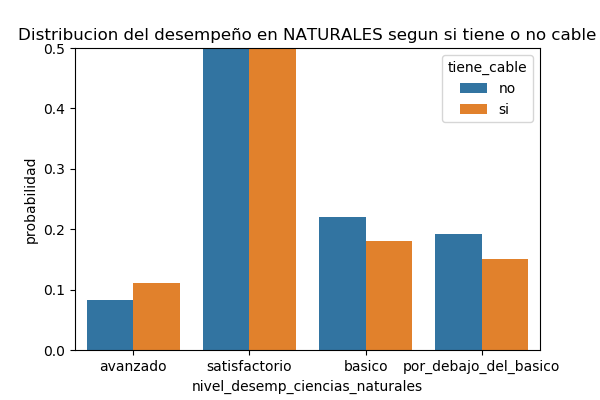 Distribucion del desempeño en NATURALES segun si tiene o no cable
0.5
0.4
0.3
0.2
0.1
0.0
probabilidad
tiene_cable
no
si
avanzado satisfactorio basico por_debajo_del_basico
nivel_desemp_ciencias_naturales